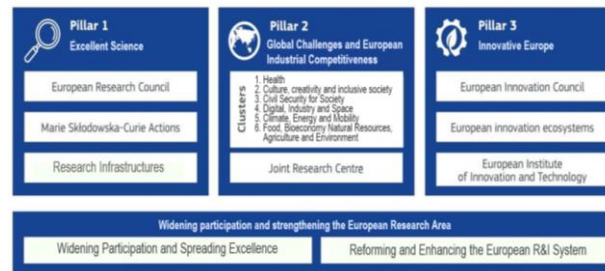 Pillar 1
Excellent Science
European Research Council
Marie Skłodowska-Curie Actions
Research Infrastructures
Pillar 2
Global Challenges and European
Industrial Competitiveness
Clusters
1. Health
2. Culture, creativity and inclusive society
3. Civil Security for Society
4. Digital, Industry and Space
5. Climate, Energy and Mobility
6. Food, Bioeconomy Natural Resources,
Agriculture and Environment
Joint Research Centre
Pillar 3
Innovative Europe
European Innovation Council
European innovation ecosystems
European Institute
of Innovation and Technology
Widening participation and strengthening the European Research Area
Widening Participation and Spreading Excellence
Reforming and Enhancing the European R&I System